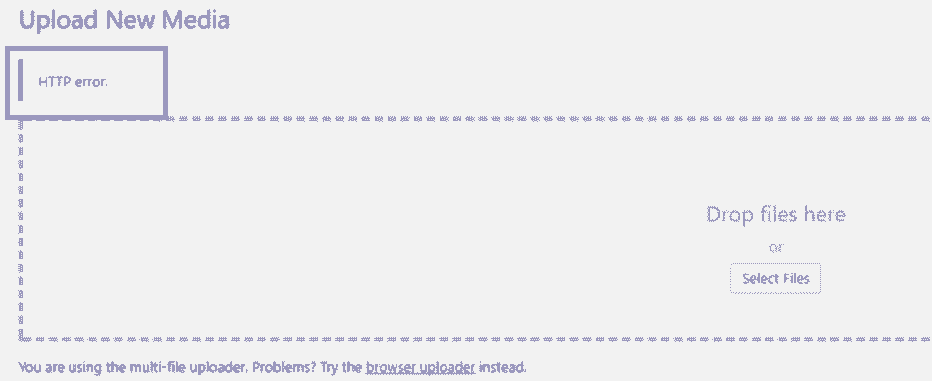 Upload New Media
HTTP error.
Drop files here
or
Select Files
You are using the multi-file uploader. Problems? Try the browser uploader instead.